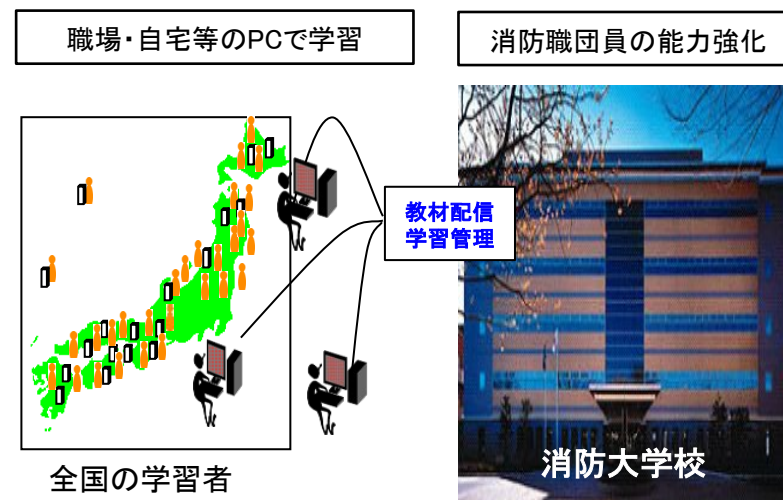 職場・自宅等のPCで学習
消防職団員の能力強化
教材配信
学習管理
全国の学習者
消防大学校